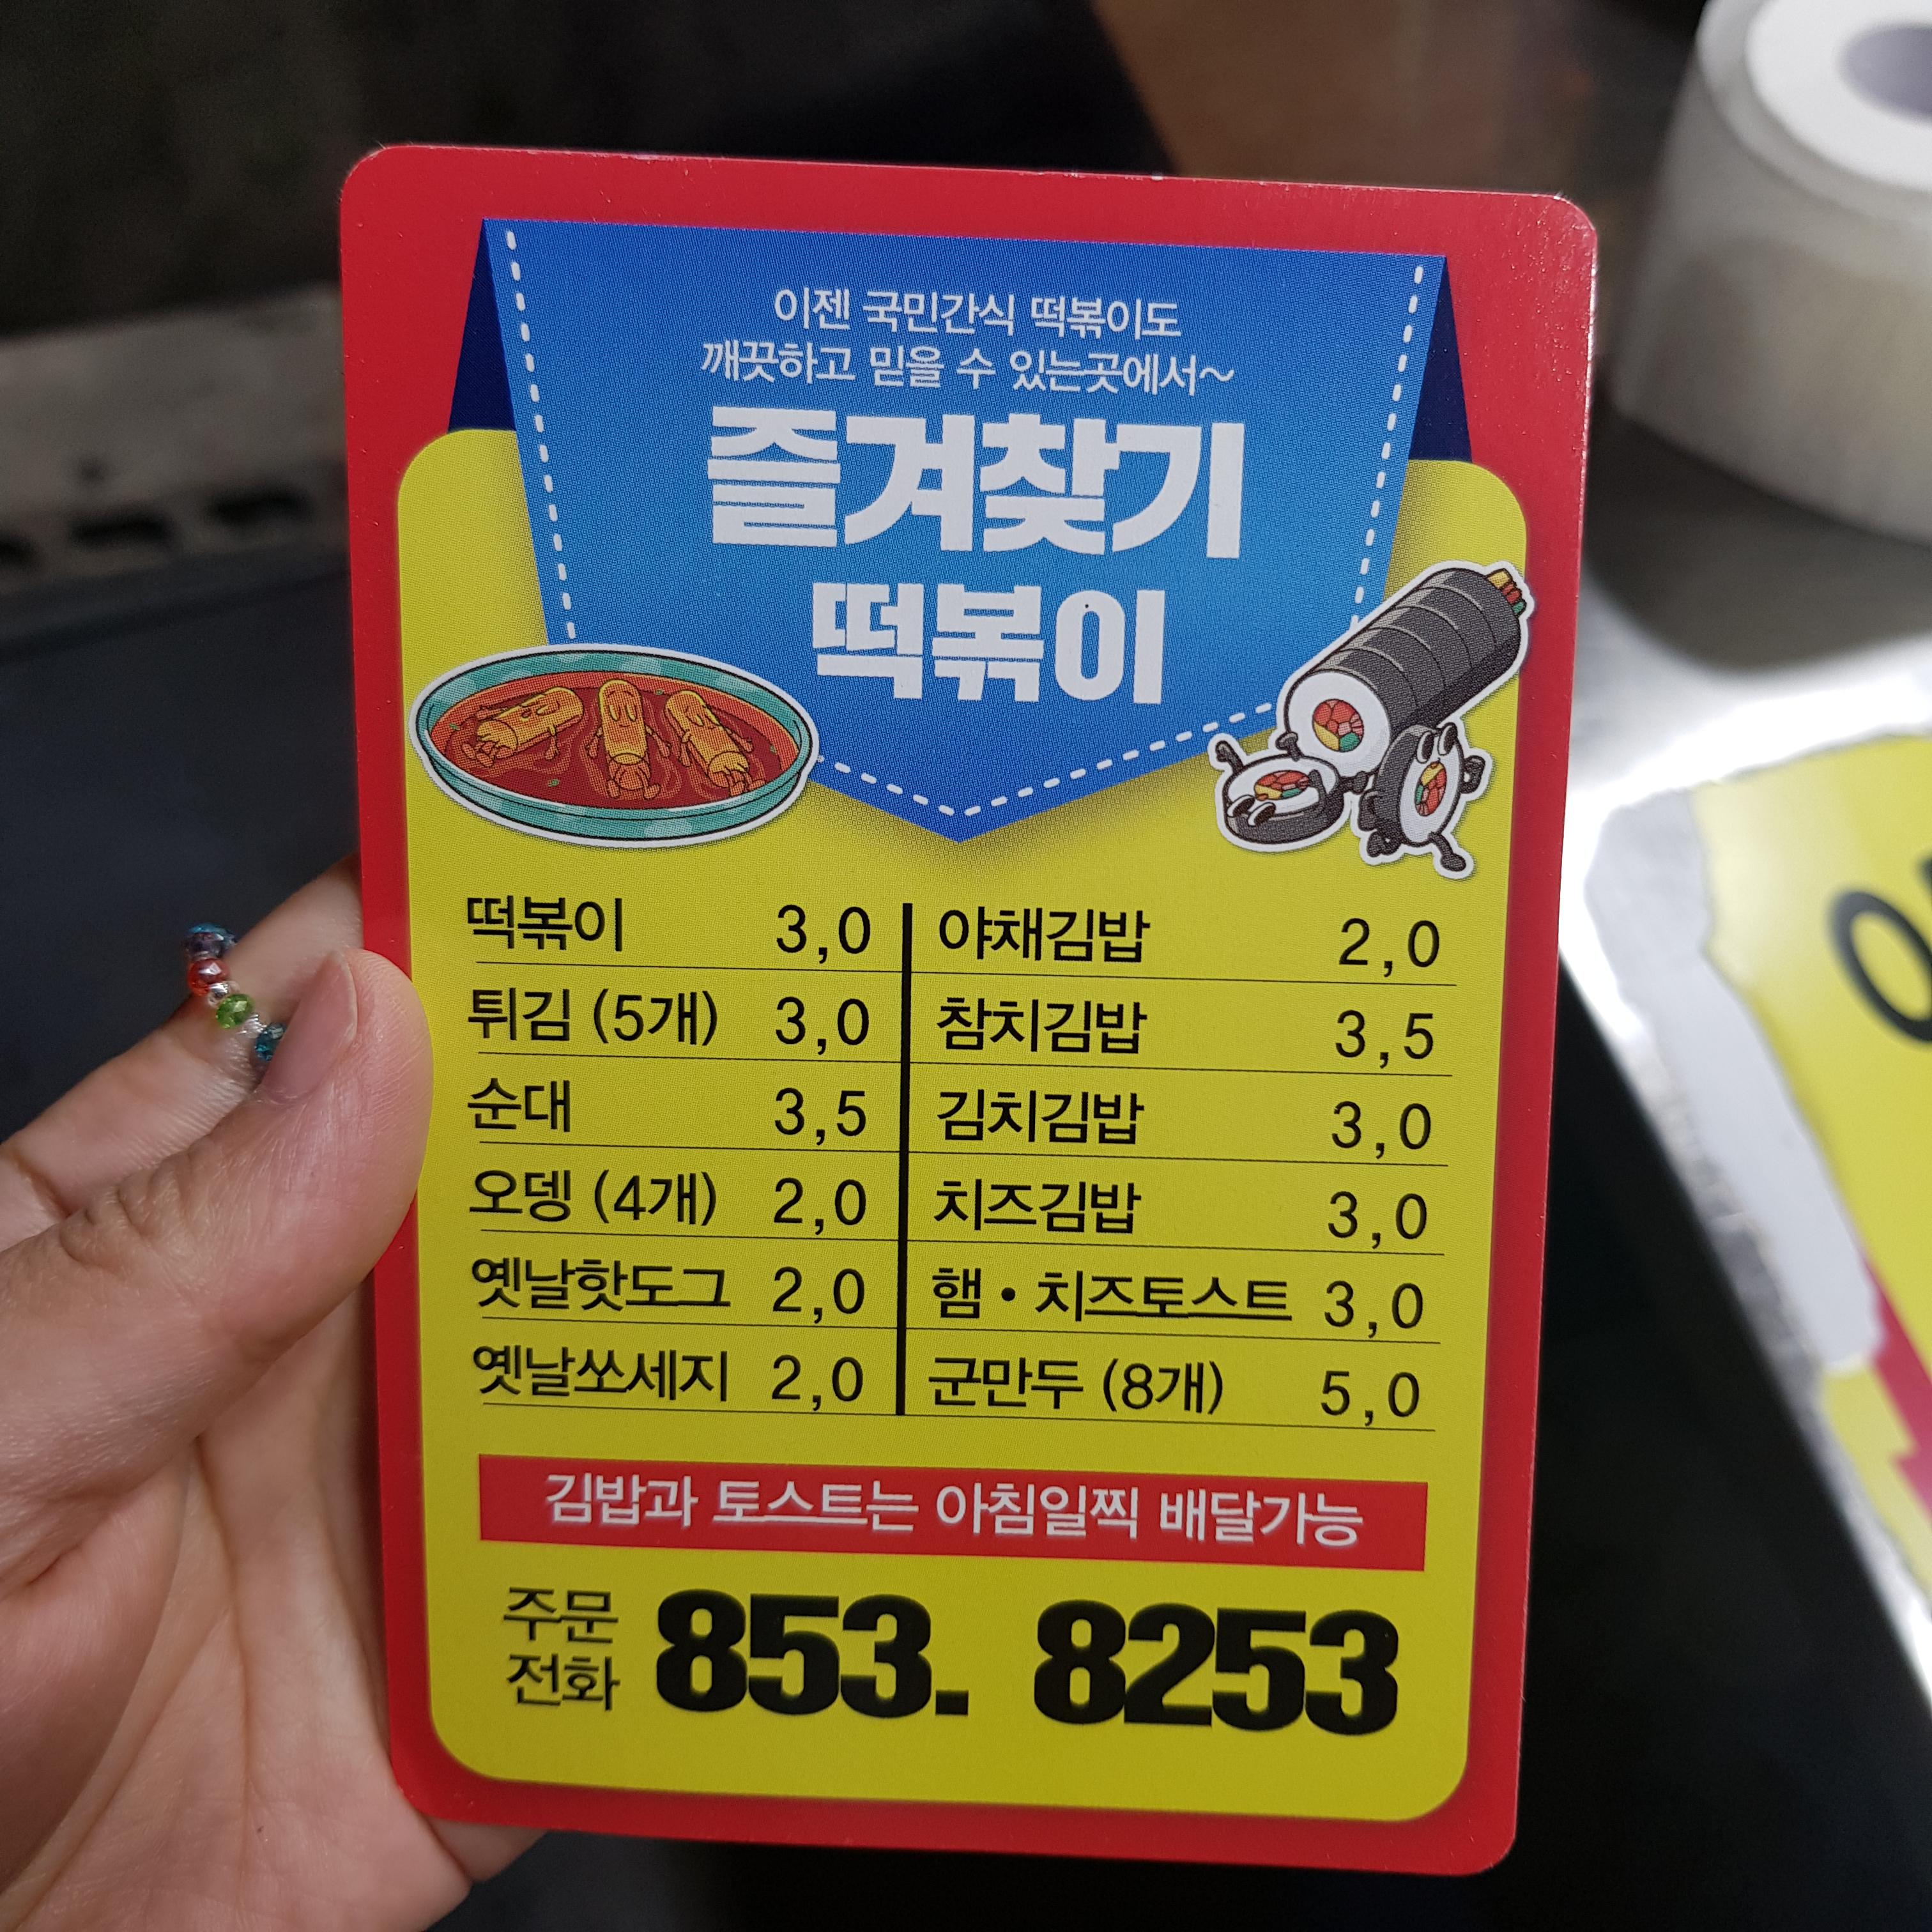 이젠 국민간식 떡볶이도
깨끗하고 믿을 수 있는곳에서~
즐겨찾기
떡볶이
떡볶이 3,0
튀김 (5개) 3,0
순대 3,5
오뎅 (4개) 2,0
옛날핫도그 2,0
옛날쏘세지 2,0
야채김밥 2,0
참치김밥 3,5
김치김밥 3,0
치즈김밥 3,0
햄・치즈토스트 3,0
군만두 (8개) 5,0
김밥과 토스트는 아침일찍 배달가능
주문
전화 853. 8253